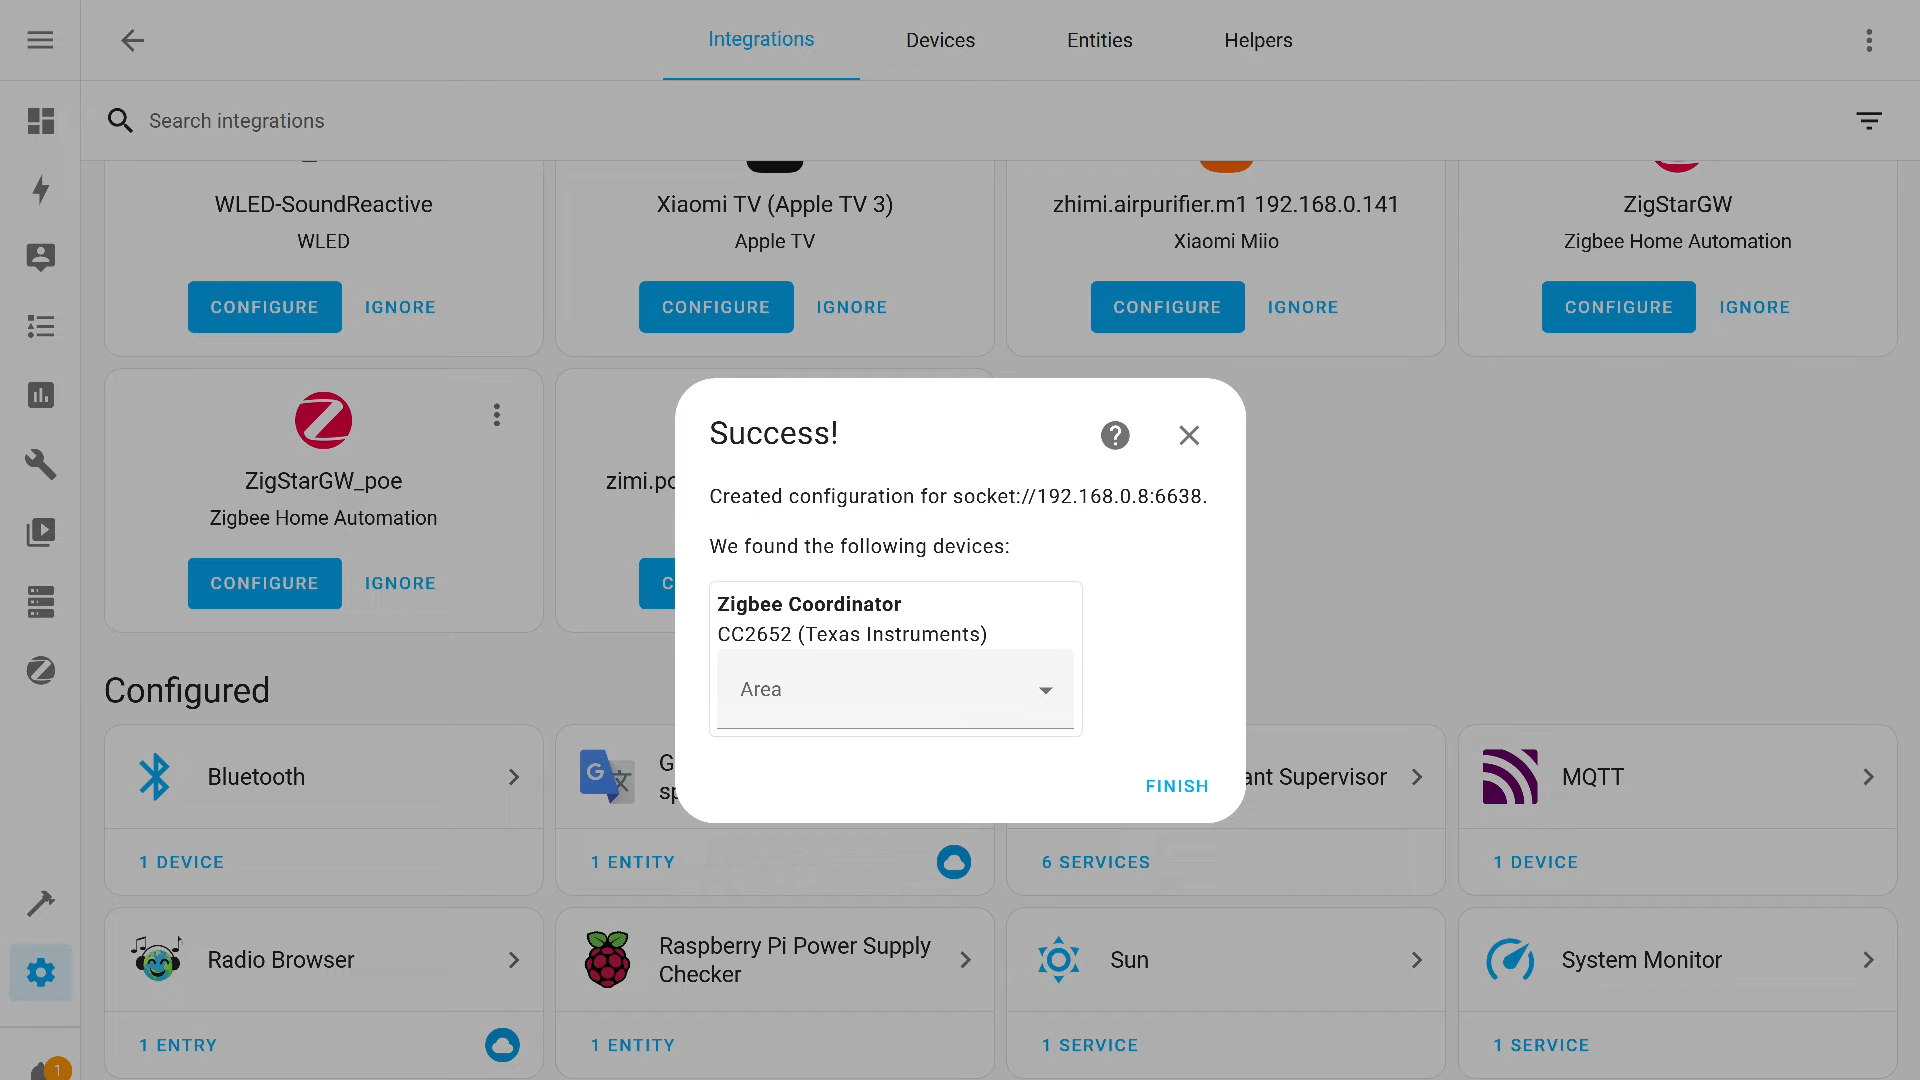 Integrations
Devices
Entities
Helpers
Search integrations
WLED-SoundReactive
WLED
CONFIGURE
IGNORE
Xiaomi TV (Apple TV 3)
Apple TV
CONFIGURE
IGNORE
zhimi.airpurifier.m1 192.168.0.141
Xiaomi Miio
CONFIGURE
IGNORE
ZigStarGW
Zigbee Home Automation
CONFIGURE
IGNORE
ZigStarGW_poe
Zigbee Home Automation
CONFIGURE
IGNORE
Success!
Created configuration for socket://192.168.0.8:6638.
We found the following devices:
Zigbee Coordinator
CC2652 (Texas Instruments)
Area
FINISH
Configured
Bluetooth
1 DEVICE
1 ENTITY
Supervisor
6 SERVICES
MQTT
1 DEVICE
Radio Browser
1 ENTRY
Raspberry Pi Power Supply
Checker
1 ENTITY
Sun
1 SERVICE
System Monitor
1 SERVICE
1